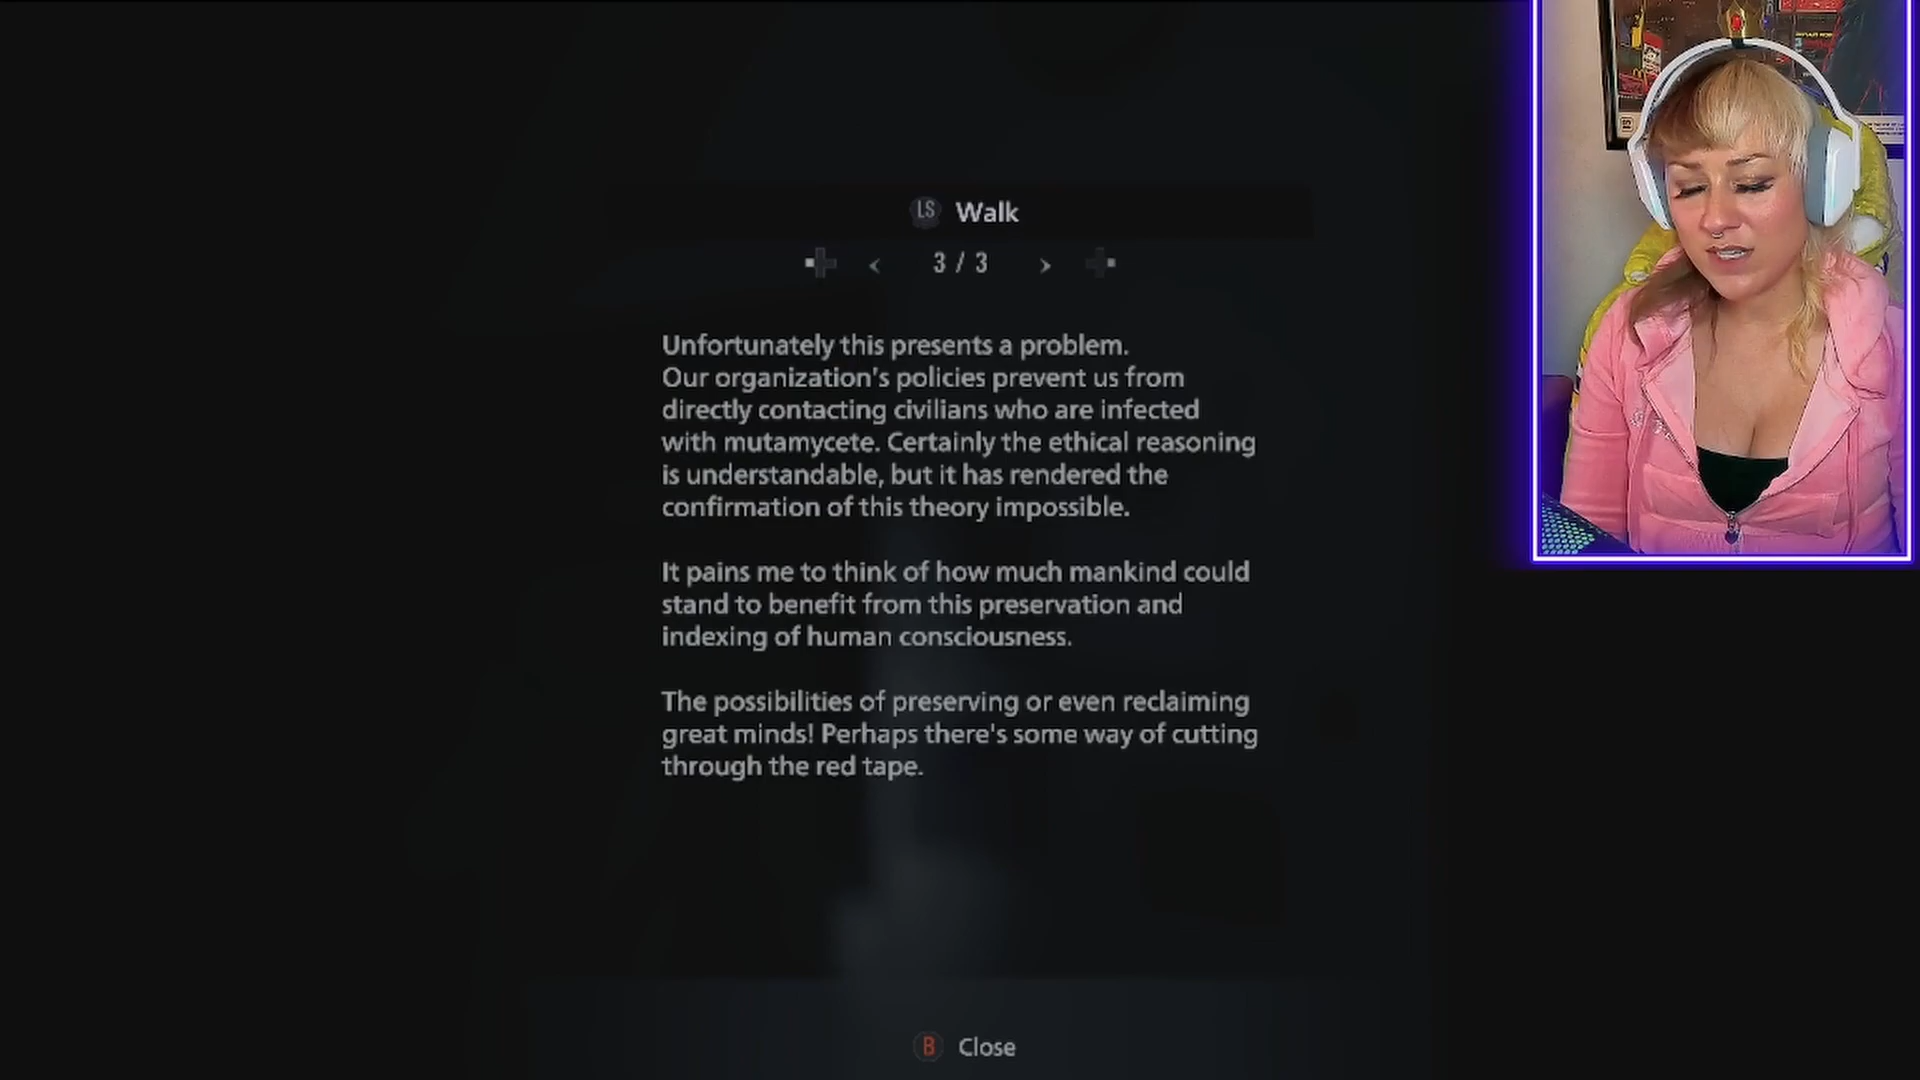 LS Walk
< 3 / 3 >
Unfortunately this presents a problem.
Our organization's policies prevent us from
directly contacting civilians who are infected
with mutamycete. Certainly the ethical reasoning
is understandable, but it has rendered the
confirmation of this theory impossible.
It pains me to think of how much mankind could
stand to benefit from this preservation and
indexing of human consciousness.
The possibilities of preserving or even reclaiming
great minds! Perhaps there's some way of cutting
through the red tape.
B Close